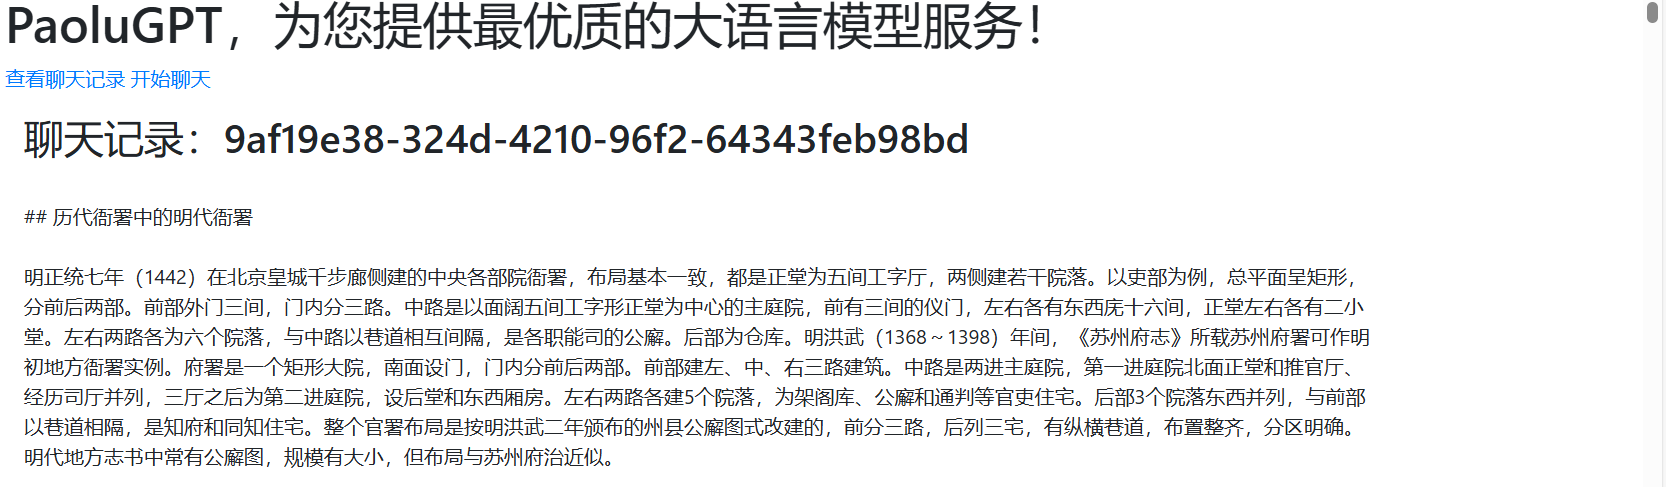 PaoluGPT，为您提供最优质的大语言模型服务！
查看聊天记录 开始聊天
聊天记录：9af19e38-324d-4210-96f2-64343feb98bd
## 历代衙署中的明代衙署
明正统七年（1442）在北京皇城千步廊侧建的中央各部院衙署，布局基本一致，都是正堂为五间工字厅，两侧建若干院落。以吏部为例，总平面呈矩形，
分前后两部。前部外门三间，门内分三路。中路是以面阔五间工字形正堂为中心的主庭院，前有三间的仪门，左右各有东西庑十六间，正堂左右各有二小
堂。左右两路各为六个院落，与中路以巷道相互间隔，是各职能司的公廨。后部为仓库。明洪武（1368～1398）年间，《苏州府志》所载苏州府署可作明
初地方衙署实例。府署是一个矩形大院，南面设门，门内分前后两部。前部建左、中、右三路建筑。中路是两进主庭院，第一进庭院北面正堂和推官厅、
经历司厅并列，三厅之后为第二进庭院，设后堂和东西厢房。左右两路各建5个院落，为架阁库、公廨和通判等官吏住宅。后部3个院落东西并列，与前部
以巷道相隔，是知府和同知住宅。整个官署布局是按明洪武二年颁布的州县公廨图式改建的，前分三路，后列三宅，有纵横巷道，布置整齐，分区明确。
明代地方志书中常有公廨图，规模有大小，但布局与苏州府治近似。